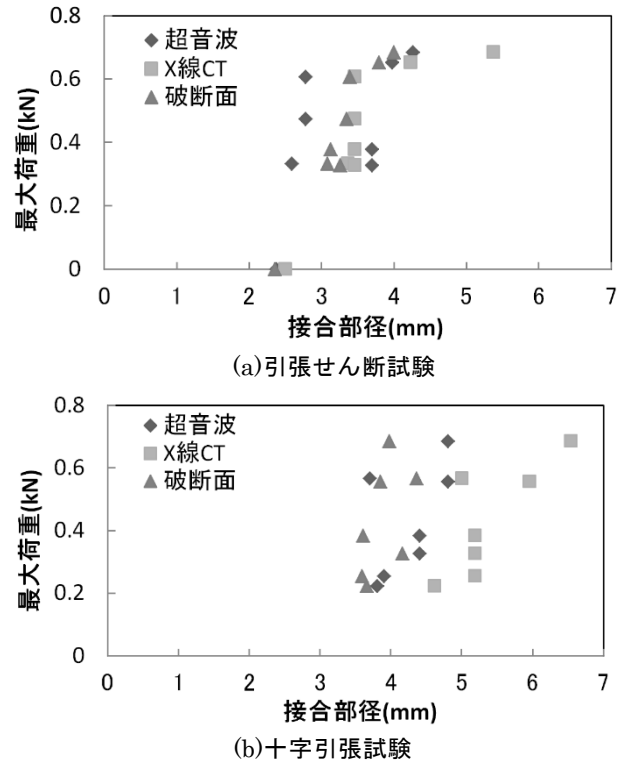 0.8
超音波
X線CT
破断面
0.6
0.4
0.2
0
最大荷重(kN)
0 1 2 3 4 5 6 7
接合部径(mm)
(a)引張せん断試験
0.8
超音波
X線CT
破断面
0.6
0.4
0.2
0
最大荷重(kN)
0 1 2 3 4 5 6 7
接合部径(mm)
(b)十字引張試験